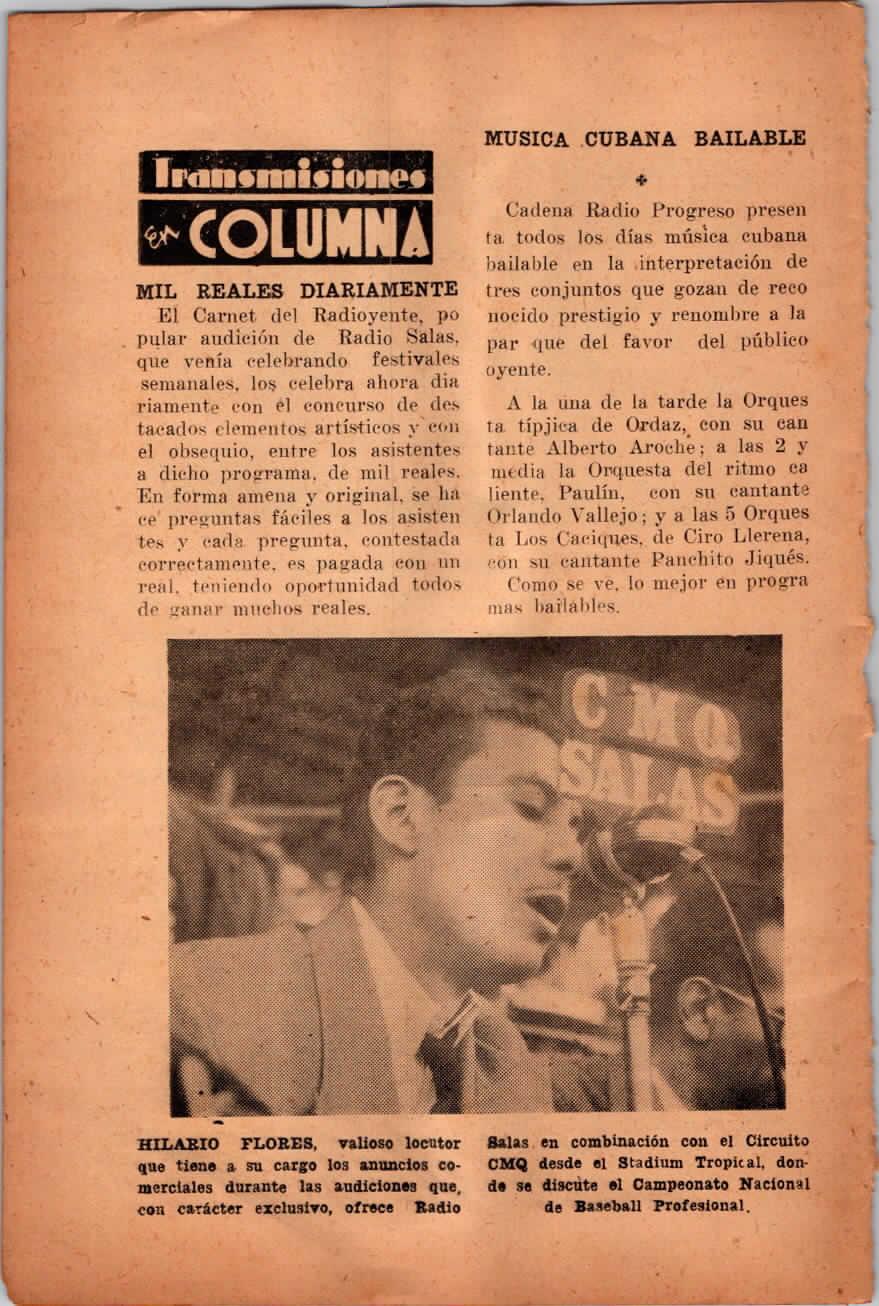 Transmisiones
en COLUMNA
MIL REALES DIARIAMENTE
El Carnet del Radioyente, po
pular audición de Radio Salas,
que venía celebrando festivales
semanales, los celebra ahora dia
riamente con el concurso de des
tacados elementos artísticos y con
el obsequio, entre los asistentes
a dicho programa, de mil reales.
En forma amena y original, se ha
ce preguntas fáciles a los asisten
tes y cada pregunta, contestada
correctamente, es pagada con un
real, teniendo oportunidad todos
de ganar muchos reales.
MUSICA CUBANA BAILABLE
Cadena Radio Progreso presen
ta todos los días música cubana
bailable en la interpretación de
tres conjuntos que gozan de reco
nocido prestigio y renombre a la
par que del favor del público
oyente.
A la una de la tarde la Orques
ta típjica de Ordaz, con su can
tante Alberto Aroche; a las 2 y
media la Orquesta del ritmo ca
liente, Paulín, con su cantante
Orlando Vallejo; y a las 5 Orques
ta Los Caciques, de Ciro Llerena,
con su cantante Panchito Jiqués.
Como se ve, lo mejor en progra
mas bailables.
CMQ
SALAS
HILARIO FLORES, valioso locutor
que tiene a su cargo los anuncios co-
merciales durante las audiciones que,
con carácter exclusivo, ofrece Radio
Salas en combinación con el Circuito
CMQ desde el Stadium Tropical, don-
de se discute el Campeonato Nacional
de Baseball Profesional.